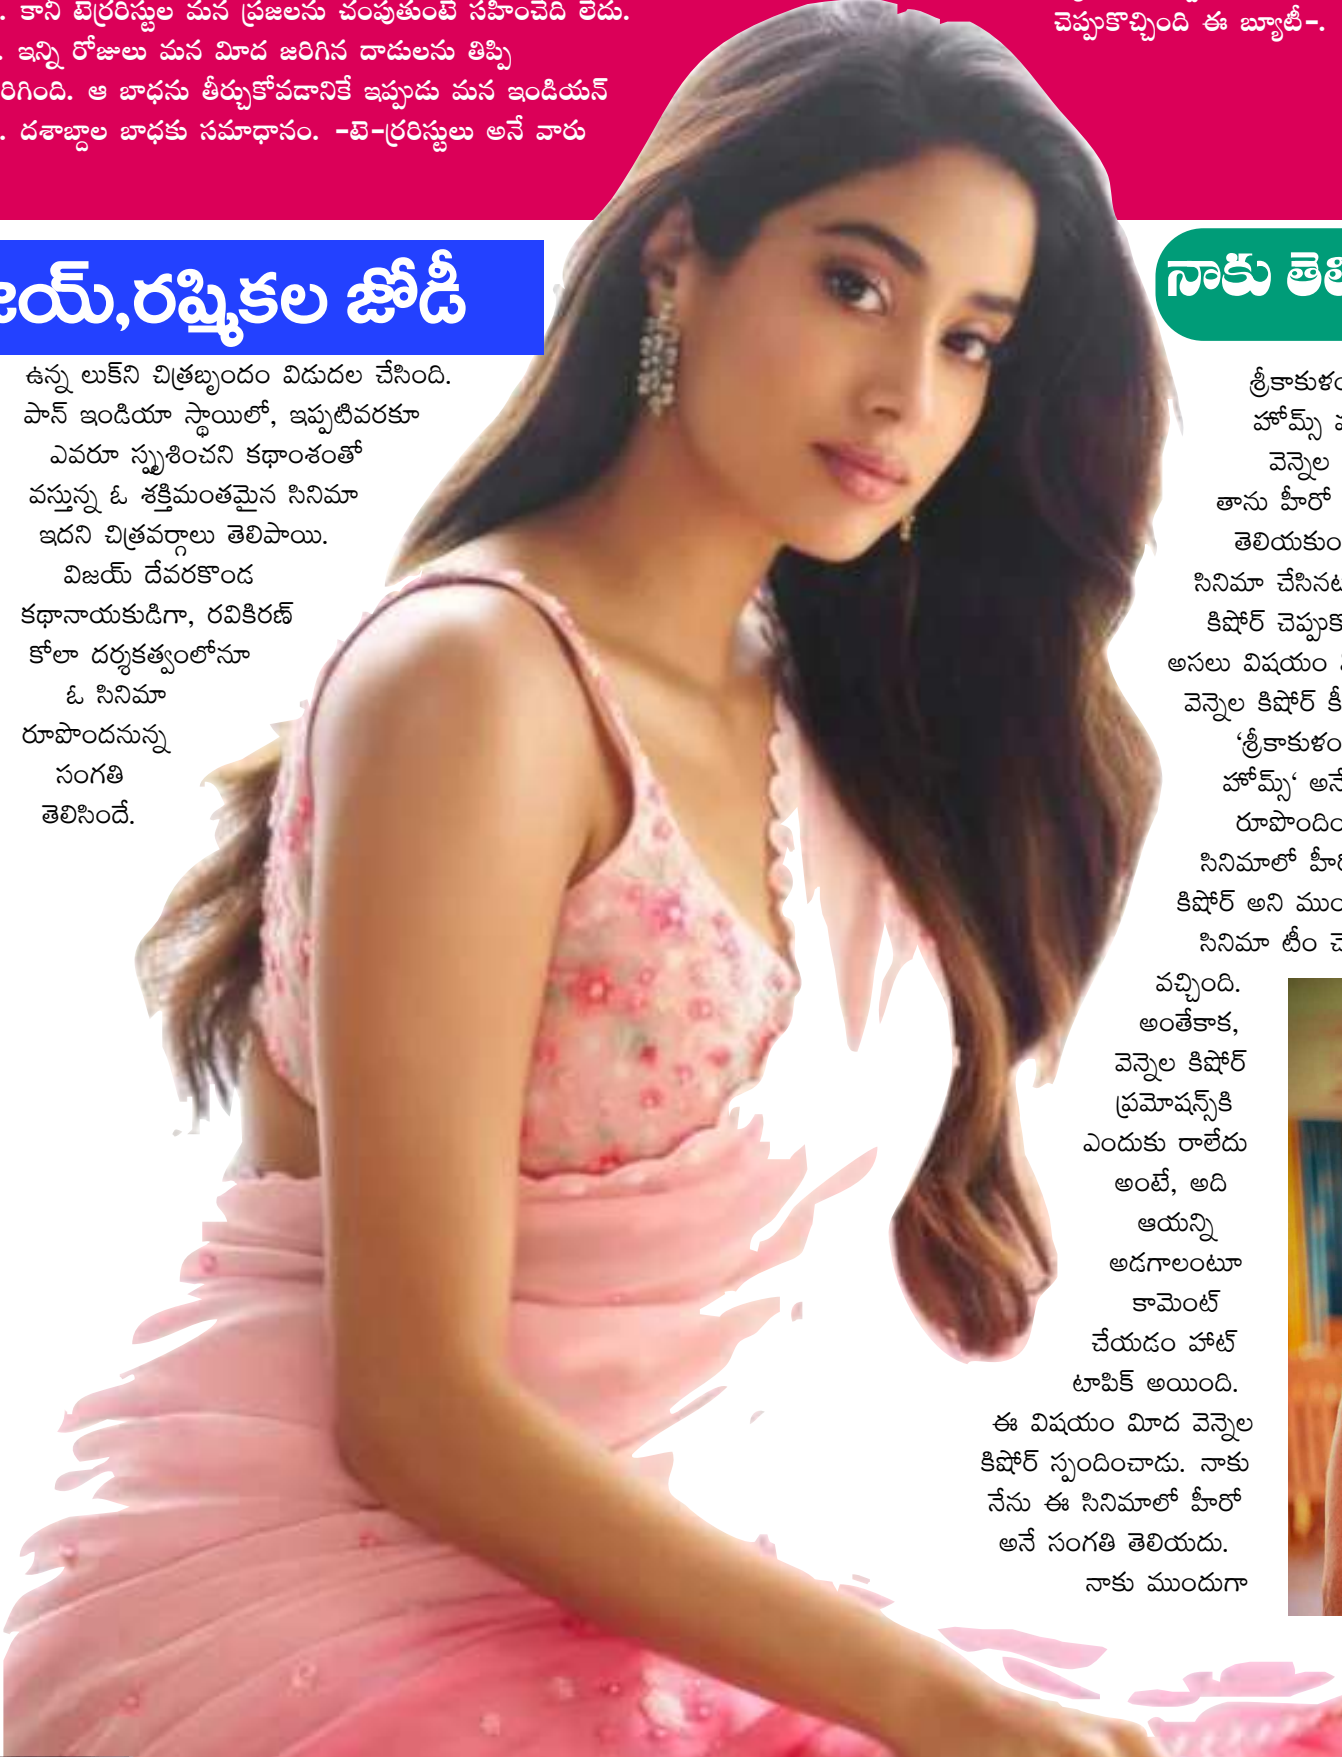 . కానీ టెర్రరిస్టుల మన ప్రజలను చంపుతుంటే సహించేది లేదు.
. ఇన్ని రోజులు మన మీద జరిగిన దాడులను తిప్పి
రిగింది. ఆ బాధను తీర్చుకోవడానికే ఇప్పుడు మన ఇండియన్
. దశాబ్దాల బాధకు సమాధానం. -టె-ర్రరిస్టులు అనే వారు
చెప్పుకొచ్చింది ఈ బ్యూటీ-.
జయ్,రష్మికల జోడీ
ఉన్న లుక్‌ని చిత్రబృందం విడుదల చేసింది.
పాన్ ఇండియా స్థాయిలో, ఇప్పటివరకూ
ఎవరూ స్పృశించని కథాంశంతో
వస్తున్న ఓ శక్తిమంతమైన సినిమా
ఇదని చిత్రవర్గాలు తెలిపాయి.
విజయ్ దేవరకొండ
కథానాయకుడిగా, రవికిరణ్
కోలా దర్శకత్వంలోనూ
ఓ సినిమా
రూపొందనున్న
సంగతి
తెలిసిందే.
నాకు
శ్రీకాకుళం
హోమ్స్
వెన్నెల
తాను హీరో
తెలియకుం
సినిమా చేసినట
కిషోర్ చెప్పుక
అసలు విషయం
వెన్నెల కిషోర్ కీ
‘శ్రీకాకుళం
హోమ్స్‘ అనే
రూపొందిం
సినిమాలో హీర
కిషోర్ అని ముం
సినిమా టీం చె
వచ్చింది.
అంతేకాక,
వెన్నెల కిషోర్
ప్రమోషన్స్‌కి
ఎందుకు రాలేదు
అంటే, అది
ఆయన్ని
అడగాలంటూ
కామెంట్
చేయడం హాట్
టాపిక్ అయింది.
ఈ విషయం మీద వెన్నెల
కిషోర్ స్పందించాడు. నాకు
నేను ఈ సినిమాలో హీరో
అనే సంగతి తెలియదు.
నాకు ముందుగా